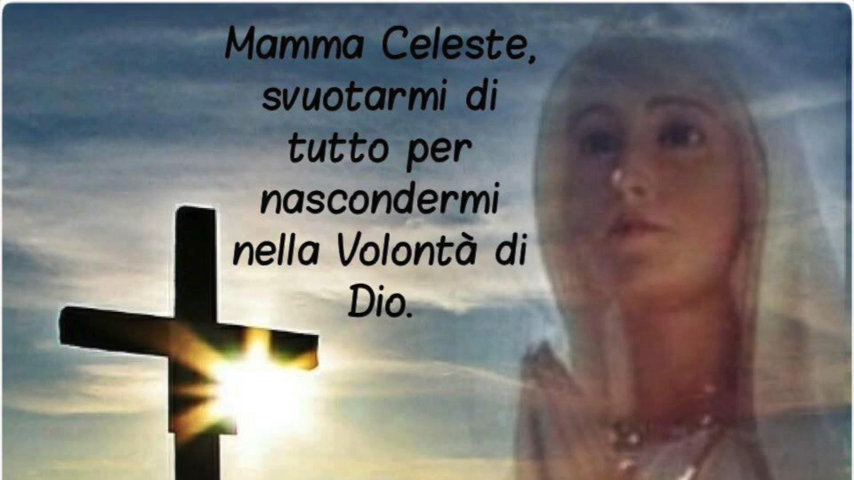 Mamma Celeste,
svuotarmi di
tutto per
nascondermi
nella Volontà di
Dio.